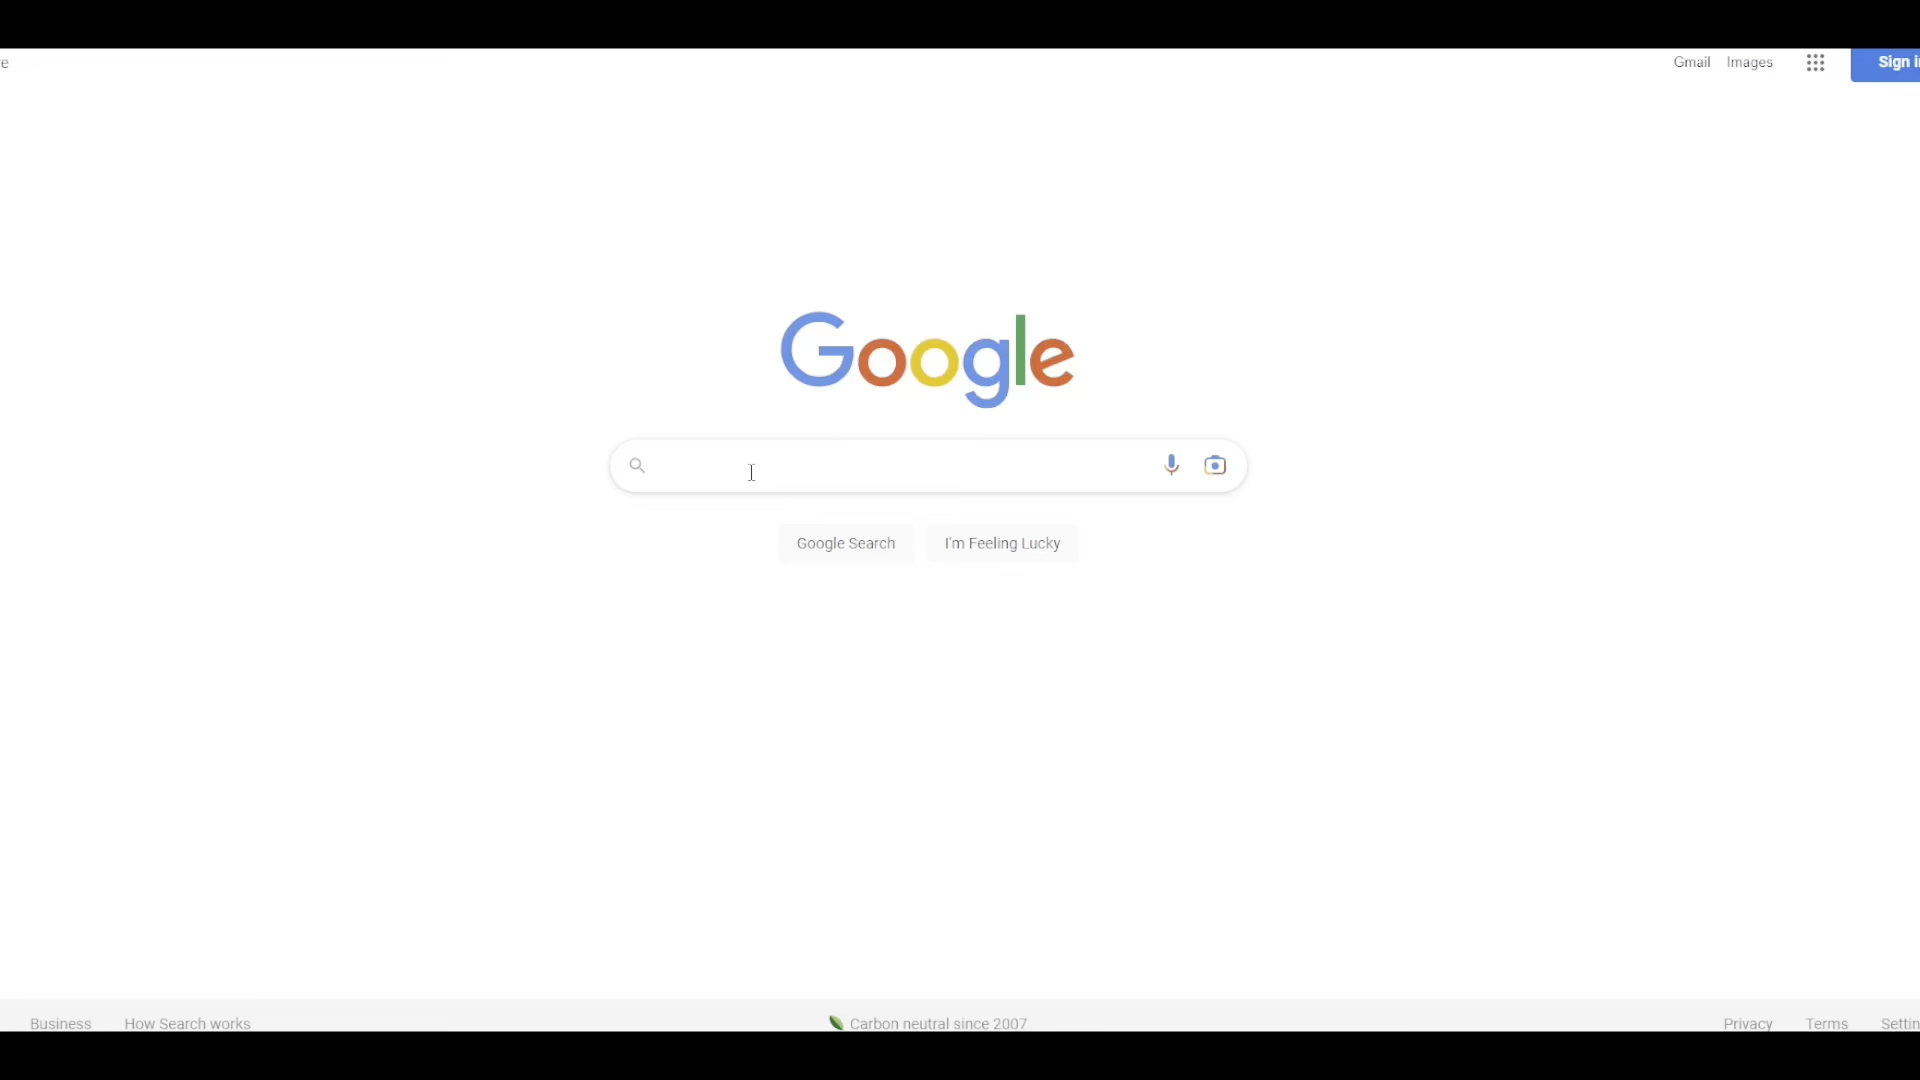 Gmail Images
Google
Google Search I'm Feeling Lucky
Business How Search works Carbon neutral since 2007 Privacy Terms